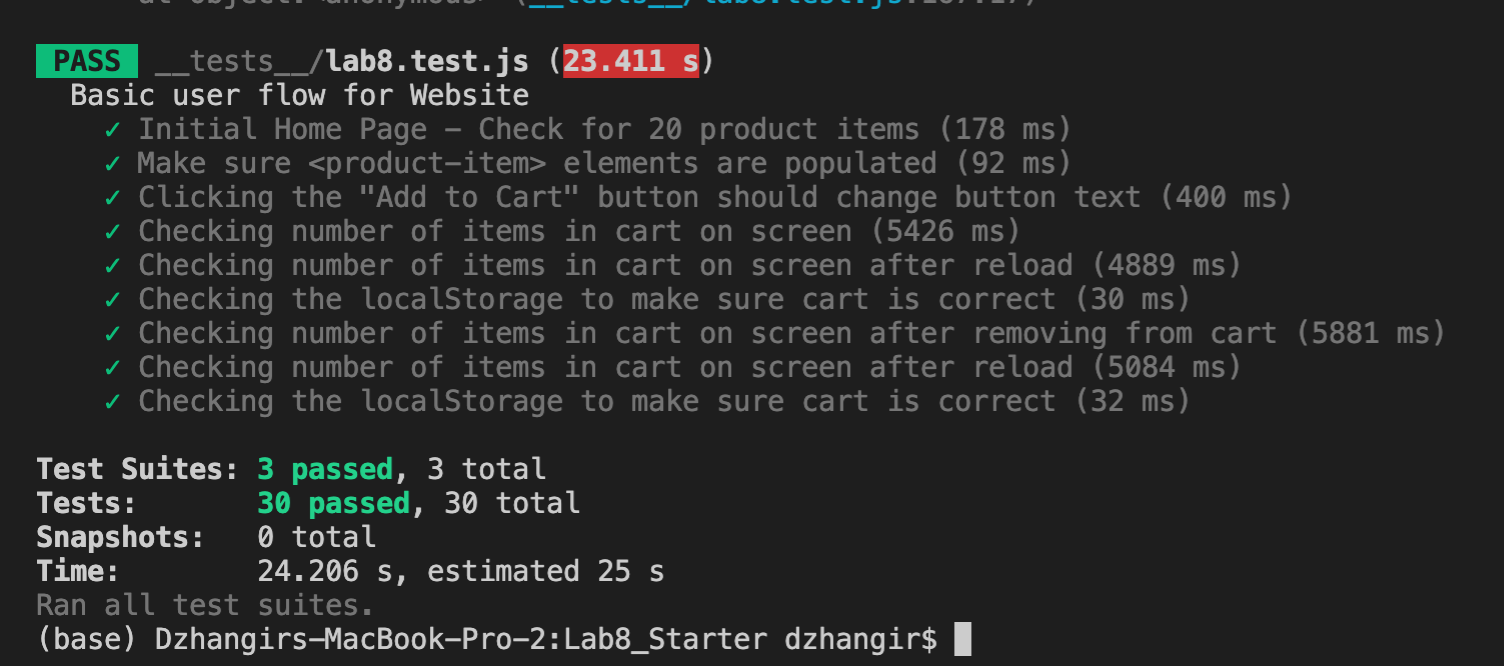 at Object.<anonymous> (__tests__/lab8.test.js:187:17)
PASS __tests__/lab8.test.js (23.411 s)
Basic user flow for Website
✓ Initial Home Page – Check for 20 product items (178 ms)
✓ Make sure <product-item> elements are populated (92 ms)
✓ Clicking the "Add to Cart" button should change button text (400 ms)
✓ Checking number of items in cart on screen (5426 ms)
✓ Checking number of items in cart on screen after reload (4889 ms)
✓ Checking the localStorage to make sure cart is correct (30 ms)
✓ Checking number of items in cart on screen after removing from cart (5881 ms)
✓ Checking number of items in cart on screen after reload (5084 ms)
✓ Checking the localStorage to make sure cart is correct (32 ms)
Test Suites: 3 passed, 3 total
Tests: 30 passed, 30 total
Snapshots: 0 total
Time: 24.206 s, estimated 25 s
Ran all test suites.
(base) Dzhangirs-MacBook-Pro-2:Lab8_Starter dzhangir$